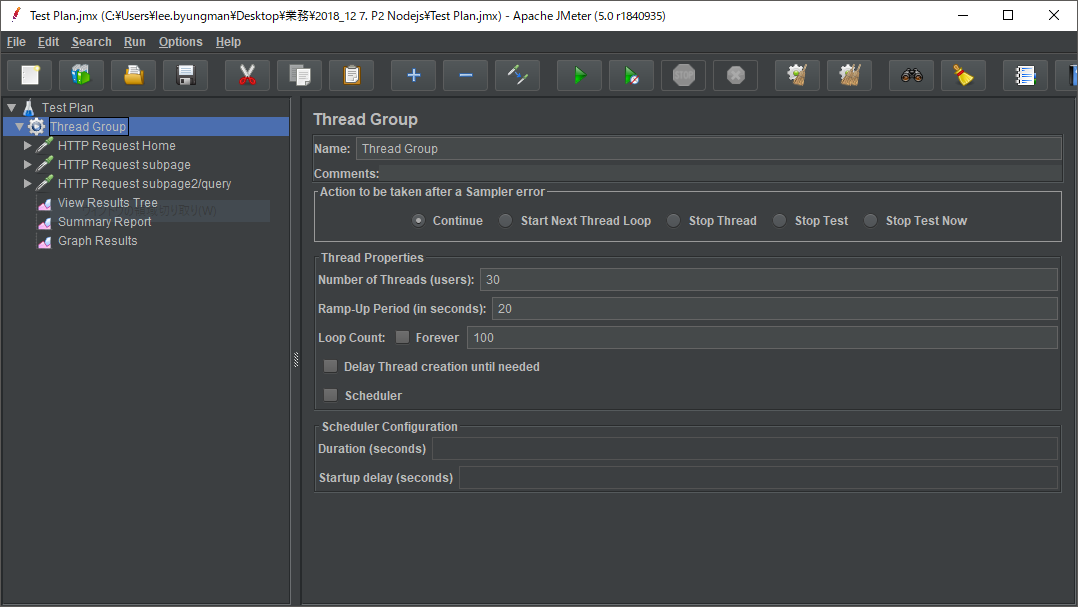 Test Plan.jmx (C:¥Users¥lee.byungman¥Desktop¥業務¥2018_12 7. P2 Nodejs¥Test Plan.jmx) - Apache JMeter (5.0 r1840935)
File Edit Search Run Options Help
STOP
Test Plan
Thread Group
HTTP Request Home
HTTP Request subpage
HTTP Request subpage2/query
View Results Tree
Summary Report
Graph Results
Thread Group
Name: Thread Group
Comments:
Action to be taken after a Sampler error
Continue Start Next Thread Loop Stop Thread Stop Test Stop Test Now
Thread Properties
Number of Threads (users): 30
Ramp-Up Period (in seconds): 20
Loop Count: Forever 100
Delay Thread creation until needed
Scheduler
Scheduler Configuration
Duration (seconds)
Startup delay (seconds)